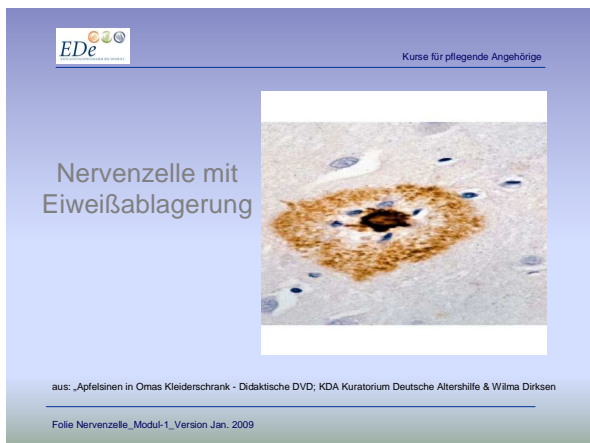 EDe
Kurse für pflegende Angehörige
Nervenzelle mit
Eiweißablagerung
aus: „Apfelsinen in Omas Kleiderschrank - Didaktische DVD; KDA Kuratorium Deutsche Altershilfe & Wilma Dirksen
Folie Nervenzelle_Modul-1_Version Jan. 2009